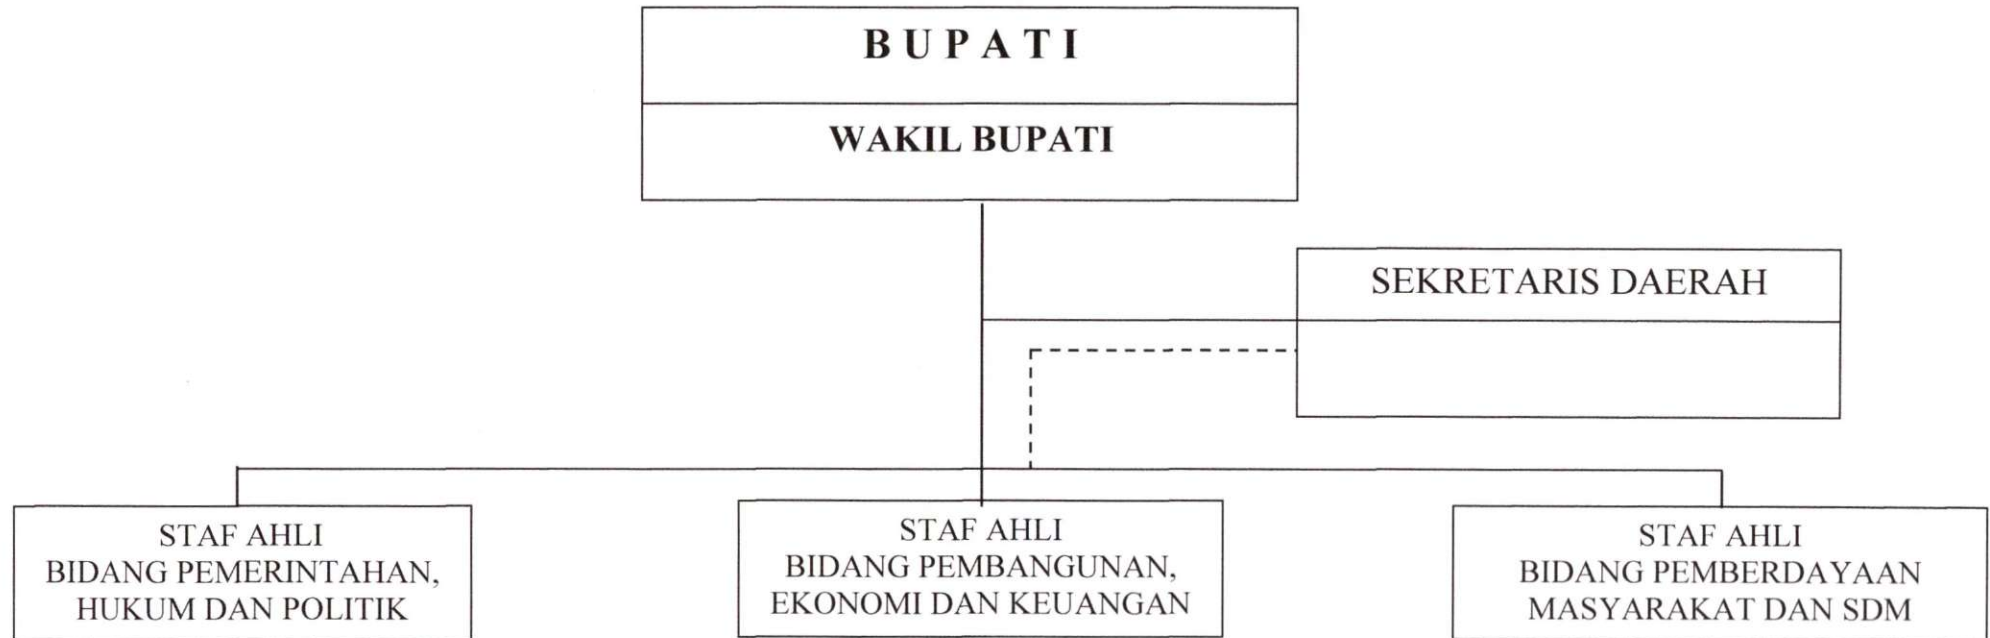 B U P A T I
WAKIL BUPATI
SEKRETARIS DAERAH
STAF AHLI
BIDANG PEMERINTAHAN,
HUKUM DAN POLITIK
STAF AHLI
BIDANG PEMBANGUNAN,
EKONOMI DAN KEUANGAN
STAF AHLI
BIDANG PEMBERDAYAAN
MASYARAKAT DAN SDM